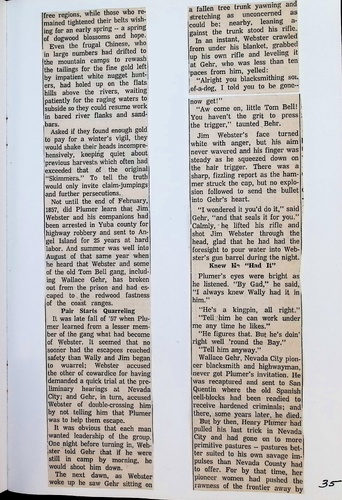 free regions, while those who re-
mained tightened their belts wish-
ing for an early spring — a spring
of dogwood blossoms and hope.
Even the frugal Chinese, who
in large numbers had drifted to
the mountain camps to rewash
the tailings for the fine gold left
by impatient white nugget hunt-
ers, had holed up on the flats
hills above the rivers, waiting
patiently for the raging waters to
subside so they could resume work
in bared river flanks and sand-
bars.
Asked if they found enough gold
to pay for a winter's vigil, they
would shake their heads incompre-
hensively, keeping quiet about
previous harvests which often had
exceeded that of the original
"Skimmers." To tell the truth
would only invite claim-jumpings
and further persecutions.
Not until the end of February,
1857, did Plumer learn that Jim
Webster and his companions had
been arrested in Yuba county for
highway robbery and sent to An-
gel Island for 25 years at hard
labor. And summer was well into
August of that same year when
he heard that Webster and some
of the old Tom Bell gang, includ-
ing Wallace Gehr, has broken
out from the prison and had es-
caped to the redwood fastness
of the coast ranges.
Pair Starts Quarreling
It was late fall of '57 when Plu-
mer learned from a lesser mem-
ber of the gang what had become
of Webster. It seemed that no
sooner had the escapees reached
safety than Wally and Jim began
to wuarrel; Webster accused
the other of cowardice for having
demanded a quick trial at the pre-
liminary hearings at Nevada
City; and Gehr, in turn, accused
Webster of double-crossing him
by not telling him that Plumer
was to help them escape.
It was obvious that each man
wanted leadership of the group.
One night before turning in, Web-
ster told Gehr that if he were
still in camp by morning, he
would shoot him down.
The next dawn, as Webster
woke up he saw Gehr sitting on
a fallen tree trunk yawning and
stretching as unconcerned as
could be; nearby, leaning a-
gainst the trunk stood his rifle.
In an instant, Webster crawled
from under his blanket, grabbed
up his own rifle and leveling it
at Gehr, who was less than ten
paces from him, yelled:
"Alright you blacksmithing so.
of-a-dog, I told you to be gone-
now get!"
"Aw come on, little Tom Bell!
You haven't the grit to press
the trigger," taunted Behr.
Jim Webster's face turned
white with anger, but his aim
never wavered and his finger was
steady as he squeezed down on
the hair trigger. There was a
sharp, fizzling report as the ham-
mer struck the cap, but no explo-
sion followed to send the bullet
into Gehr's heart.
"I wondered if you'd do it," said
Gehr, "and that seals it for you."
Calmly, he lifted his rifle and
shot Jim Webster through the
head, glad that he had had the
foresight to pour water into Web-
ster's gun barrel during the night.
Knew He "Had It"
Plumer's eyes were bright as
he listened. "By Gad," he said,
"I always knew Wally had it in
him."
"He's a kingpin, all right."
"Tell him he can work under
me any time he likes."
"He figures that. But he's doin'
right well 'round the Bay."
"Tell him anyway."
Wallace Gehr, Nevada City pio-
neer blacksmith and highwayman,
never got Plumer's invitation. He
was recaptured and sent to San
Quentin where the old Spanish
cell-blocks had been readied to
receive hardened criminals; and
there, some years later, he died.
But by then, Henry Plumer had
pulled his last trick in Nevada
City and had gone on to more
primitive pastures – pastures bet-
ter suited to his own savage im-
pulses than Nevada County had
to offer. For by that time, her
pioneer women had pushed the
rawness of the frontier away by
35